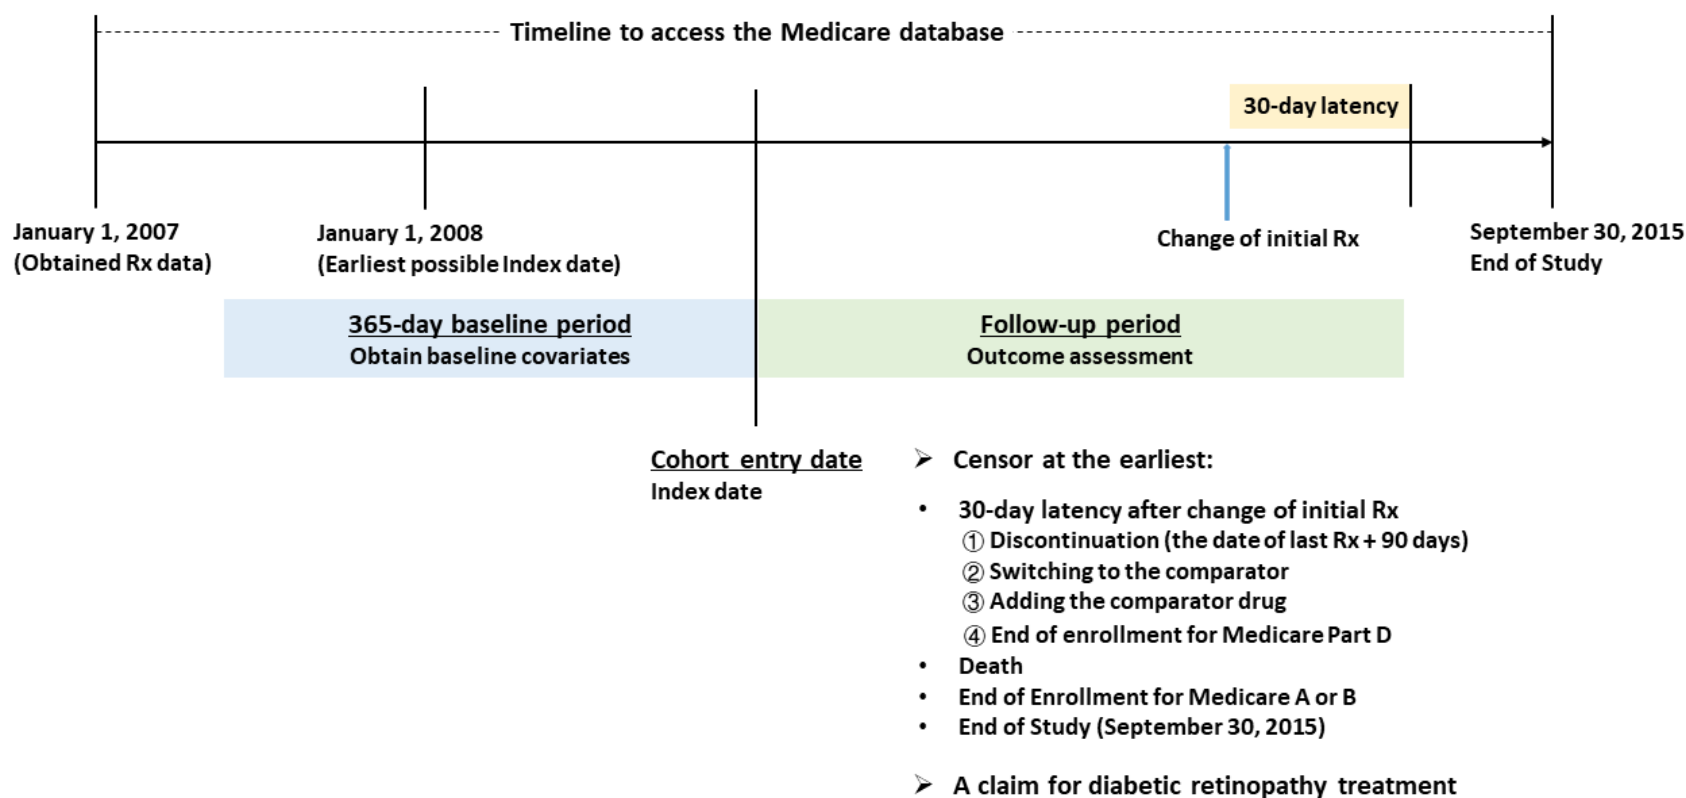 Timeline to access the Medicare database
30-day latency
January 1, 2007
(Obtained Rx data)
January 1, 2008
(Earliest possible Index date)
Change of initial Rx
September 30, 2015
End of Study
365-day baseline period
Obtain baseline covariates
Follow-up period
Outcome assessment
Cohort entry date
Index date
➢ Censor at the earliest:
• 30-day latency after change of initial Rx
① Discontinuation (the date of last Rx + 90 days)
② Switching to the comparator
③ Adding the comparator drug
④ End of enrollment for Medicare Part D
• Death
• End of Enrollment for Medicare A or B
• End of Study (September 30, 2015)
➢ A claim for diabetic retinopathy treatment